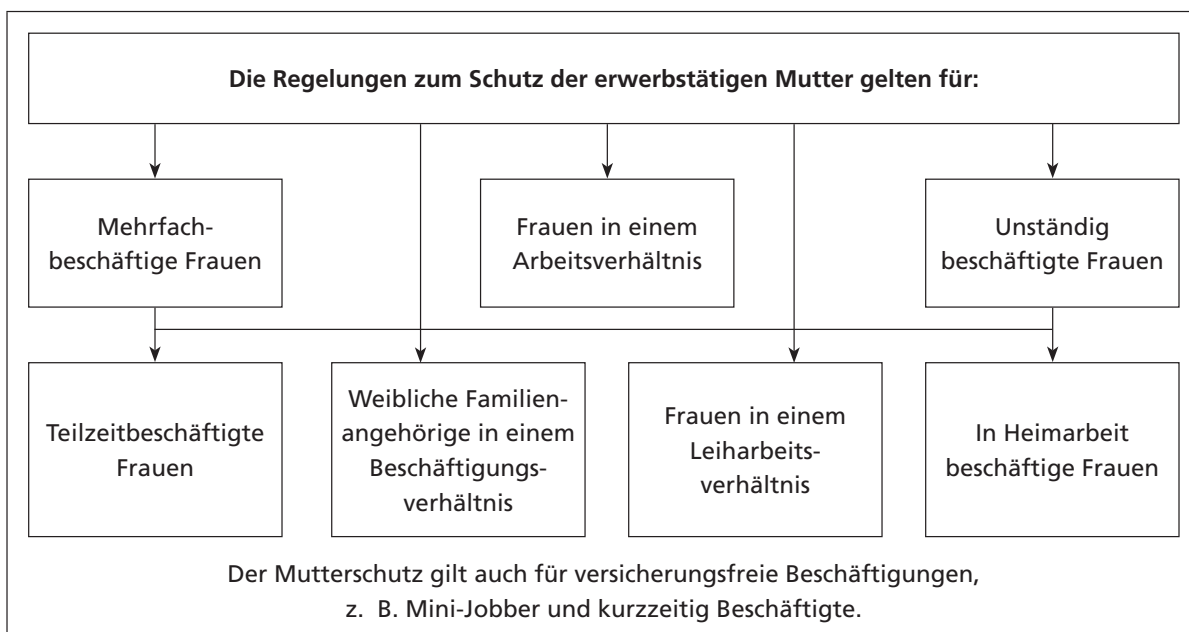 Die Regelungen zum Schutz der erwerbstätigen Mutter gelten für:
Mehrfach-
beschäftige Frauen
Frauen in einem
Arbeitsverhältnis
Unständig
beschäftigte Frauen
Teilzeitbeschäftigte
Frauen
Weibliche Familien-
angehörige in einem
Beschäftigungs-
verhältnis
Frauen in einem
Leiharbeits-
verhältnis
In Heimarbeit
beschäftige Frauen
Der Mutterschutz gilt auch für versicherungsfreie Beschäftigungen,
z. B. Mini-Jobber und kurzzeitig Beschäftigte.